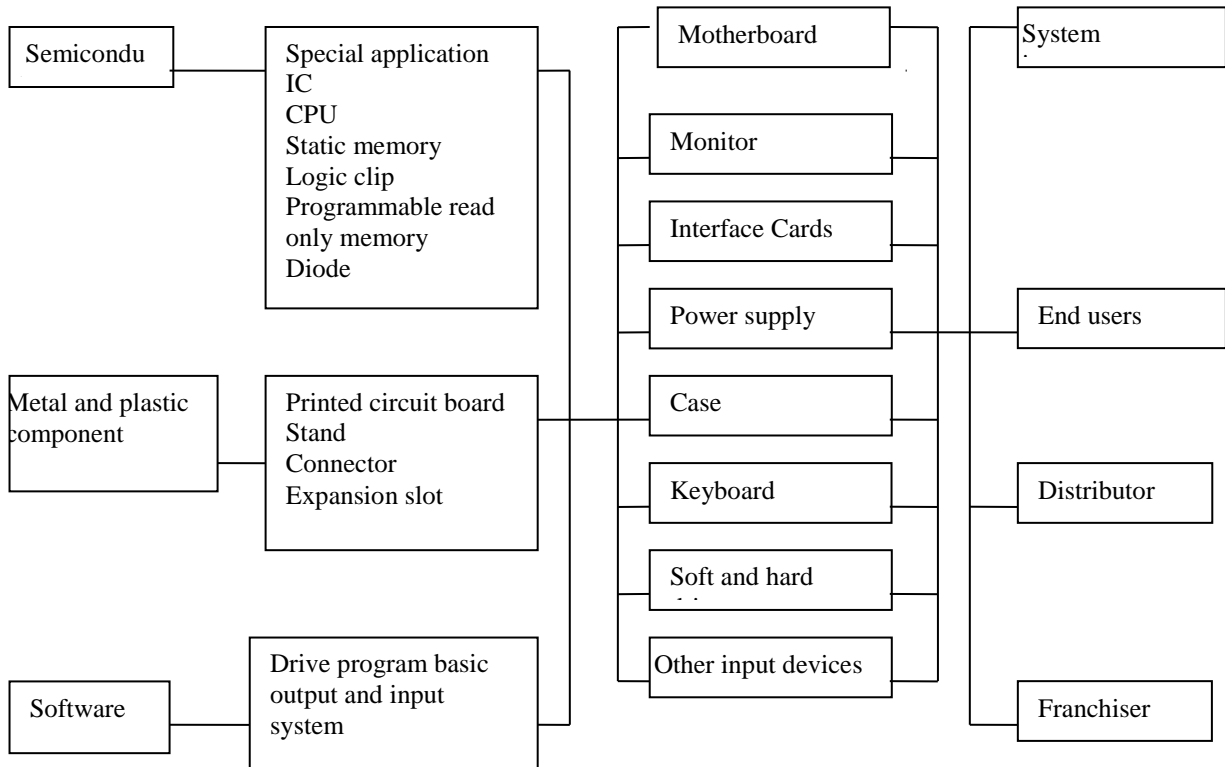 Semicondu
Special application
IC
CPU
Static memory
Logic clip
Programmable read
only memory
Diode
Metal and plastic
component
Printed circuit board
Stand
Connector
Expansion slot
Software
Drive program basic
output and input
system
Motherboard
Monitor
Interface Cards
Power supply
Case
Keyboard
Soft and hard
Other input devices
System
End users
Distributor
Franchiser